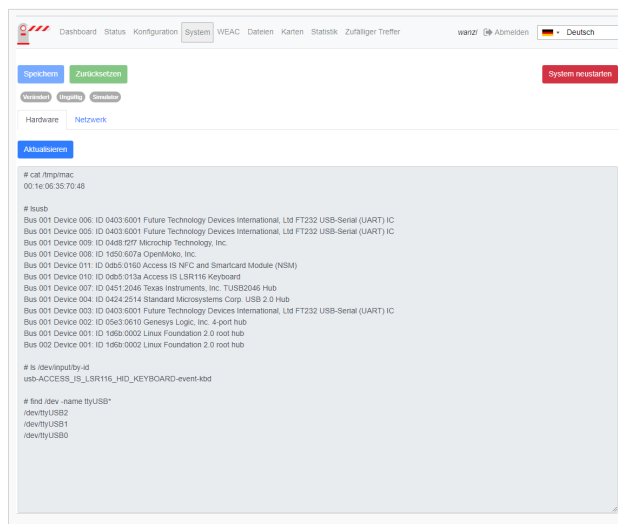 Dashboard Status Konfiguration System WEAC Dateien Karten Statistik Zufälliger Treffer wanzl Abmelden Deutsch
Speichern Zurücksetzen System neustarten
Verändert Ungültig Simulator
Hardware Netzwerk
Aktualisieren
# cat /tmp/mac
00:1e:06:35:70:48
# lsusb
Bus 001 Device 006: ID 0403:6001 Future Technology Devices International, Ltd FT232 USB-Serial (UART) IC
Bus 001 Device 005: ID 0403:6001 Future Technology Devices International, Ltd FT232 USB-Serial (UART) IC
Bus 001 Device 009: ID 04d8:f2f7 Microchip Technology, Inc.
Bus 001 Device 008: ID 1d50:607a OpenMoko, Inc.
Bus 001 Device 011: ID 0db5:0160 Access IS NFC and Smartcard Module (NSM)
Bus 001 Device 010: ID 0db5:013a Access IS LSR116 Keyboard
Bus 001 Device 007: ID 0451:2046 Texas Instruments, Inc. TUSB2046 Hub
Bus 001 Device 004: ID 0424:2514 Standard Microsystems Corp. USB 2.0 Hub
Bus 001 Device 003: ID 0403:6001 Future Technology Devices International, Ltd FT232 USB-Serial (UART) IC
Bus 001 Device 002: ID 05e3:0610 Genesys Logic, Inc. 4-port hub
Bus 001 Device 001: ID 1d6b:0002 Linux Foundation 2.0 root hub
Bus 002 Device 001: ID 1d6b:0002 Linux Foundation 2.0 root hub
# ls /dev/input/by-id
usb-ACCESS_IS_LSR116_HID_KEYBOARD-event-kbd
# find /dev -name ttyUSB*
/dev/ttyUSB2
/dev/ttyUSB1
/dev/ttyUSB0